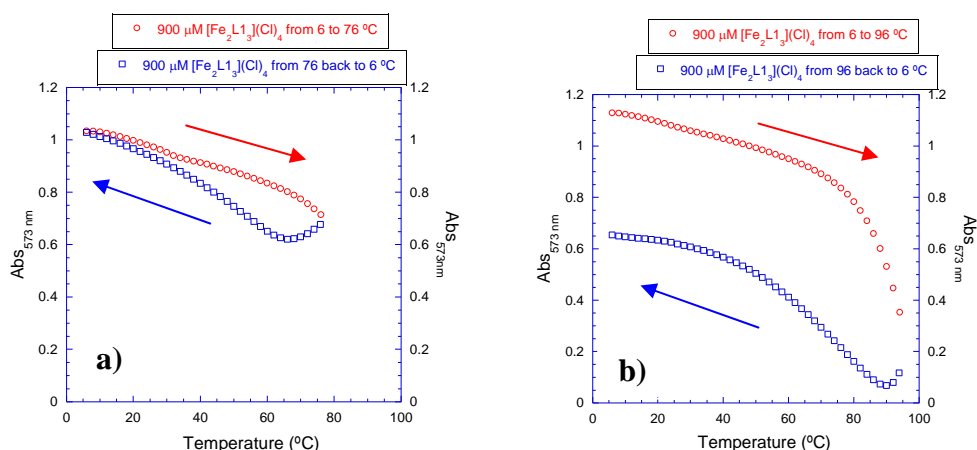 900 μM [Fe₂L1₃](Cl)₄ from 6 to 76 ºC
900 μM [Fe₂L1₃](Cl)₄ from 76 back to 6 ºC
1.2
1
0.8
0.6
0.4
0.2
0
0 20 40 60 80 100
1.2
1
0.8
0.6
0.4
0.2
0
Abs₅₇₃ ₙₘ
Abs₅₇₃ₙₘ
Temperature (ºC)
a)
900 μM [Fe₂L1₃](Cl)₄ from 6 to 96 ºC
900 μM [Fe₂L1₃](Cl)₄ from 96 back to 6 ºC
1.2
1
0.8
0.6
0.4
0.2
0
0 20 40 60 80 100
1.2
1
0.8
0.6
0.4
0.2
0
Abs₅₇₃ ₙₘ
Abs₅₇₃ ₙₘ
Temperature (ºC)
b)